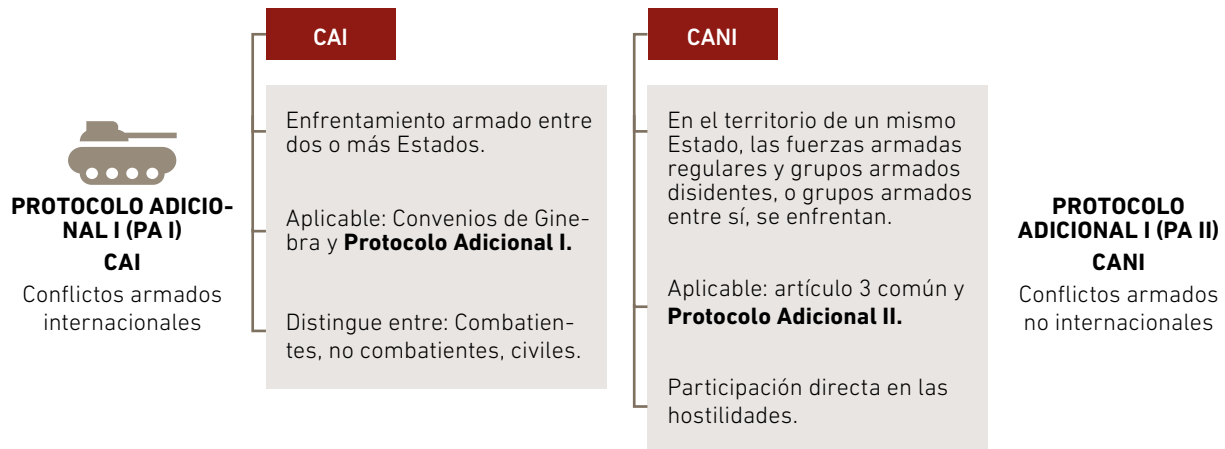 PROTOCOLO ADICIO-
NAL I (PA I)
CAI
Conflictos armados
internacionales
CAI
Enfrentamiento armado entre
dos o más Estados.
Aplicable: Convenios de Gine-
bra y Protocolo Adicional I.
Distingue entre: Combatien-
tes, no combatientes, civiles.
CANI
En el territorio de un mismo
Estado, las fuerzas armadas
regulares y grupos armados
disidentes, o grupos armados
entre sí, se enfrentan.
Aplicable: artículo 3 común y
Protocolo Adicional II.
Participación directa en las
hostilidades.
PROTOCOLO
ADICIONAL I (PA II)
CANI
Conflictos armados
no internacionales